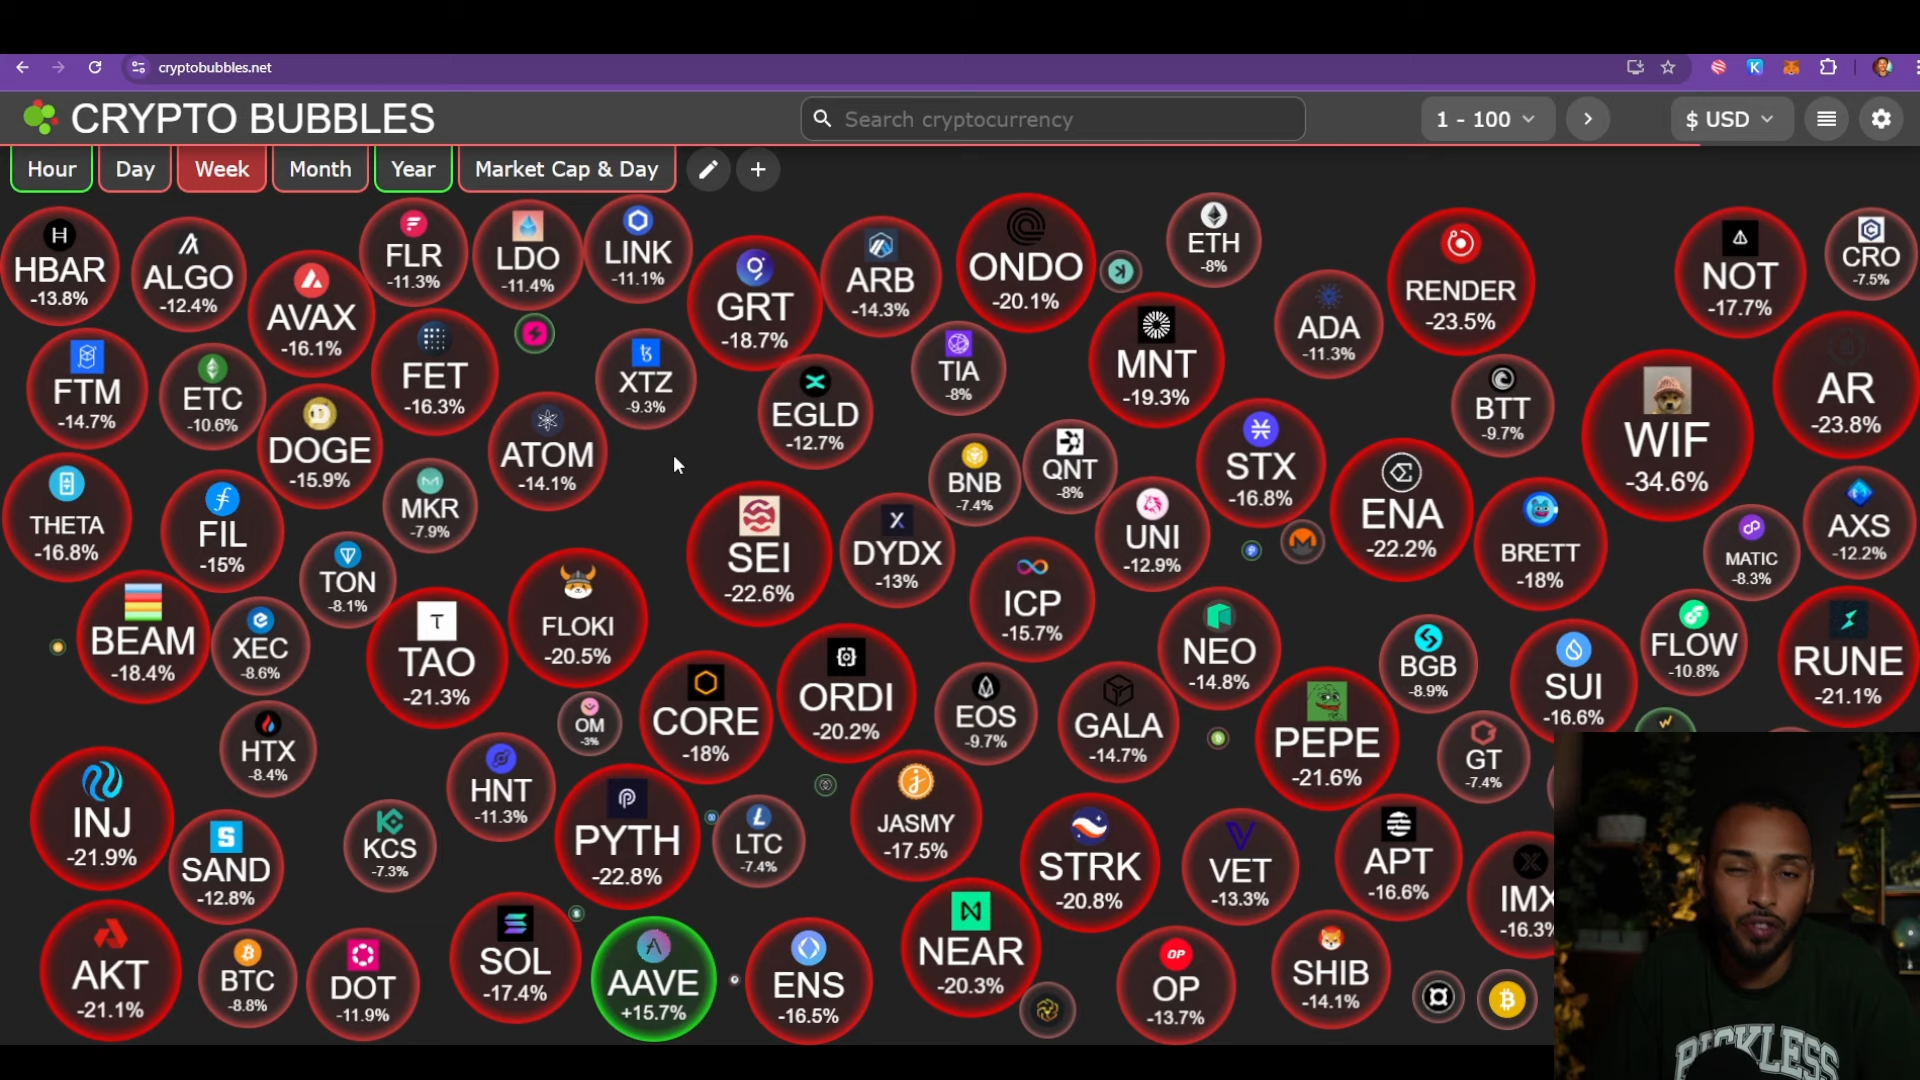 cryptobubbles.net
CRYPTO BUBBLES
Search cryptocurrency
1 - 100
$ USD
Hour
Day
Week
Month
Year
Market Cap & Day
HBAR
-13.8%
ALGO
-12.4%
AVAX
-16.1%
FLR
-11.3%
LDO
-11.4%
LINK
-11.1%
GRT
-18.7%
ARB
-14.3%
ONDO
-20.1%
ETH
-8%
ADA
-11.3%
RENDER
-23.5%
NOT
-17.7%
CRO
-7.5%
FTM
-14.7%
ETC
-10.6%
DOGE
-15.9%
FET
-16.3%
XTZ
-9.3%
EGLD
-12.7%
TIA
-8%
MNT
-19.3%
BTT
-9.7%
WIF
-34.6%
AR
-23.8%
THETA
-16.8%
FIL
-15%
MKR
-7.9%
ATOM
-14.1%
BNB
-7.4%
QNT
-8%
STX
-16.8%
ENA
-22.2%
BRETT
-18%
MATIC
-8.3%
AXS
-12.2%
TON
-8.1%
SEI
-22.6%
DYDX
-13%
UNI
-12.9%
BEAM
-18.4%
XEC
-8.6%
TAO
-21.3%
FLOKI
-20.5%
ICP
-15.7%
NEO
-14.8%
BGB
-8.9%
SUI
-16.6%
FLOW
-10.8%
RUNE
-21.1%
HTX
-8.4%
OM
-3%
CORE
-18%
ORDI
-20.2%
EOS
-9.7%
GALA
-14.7%
PEPE
-21.6%
GT
-7.4%
INJ
-21.9%
SAND
-12.8%
KCS
-7.3%
HNT
-11.3%
PYTH
-22.8%
LTC
-7.4%
JASMY
-17.5%
STRK
-20.8%
VET
-13.3%
APT
-16.6%
IMX
-16.3%
AKT
-21.1%
BTC
-8.8%
DOT
-11.9%
SOL
-17.4%
AAVE
+15.7%
ENS
-16.5%
NEAR
-20.3%
OP
OP
-13.7%
SHIB
-14.1%